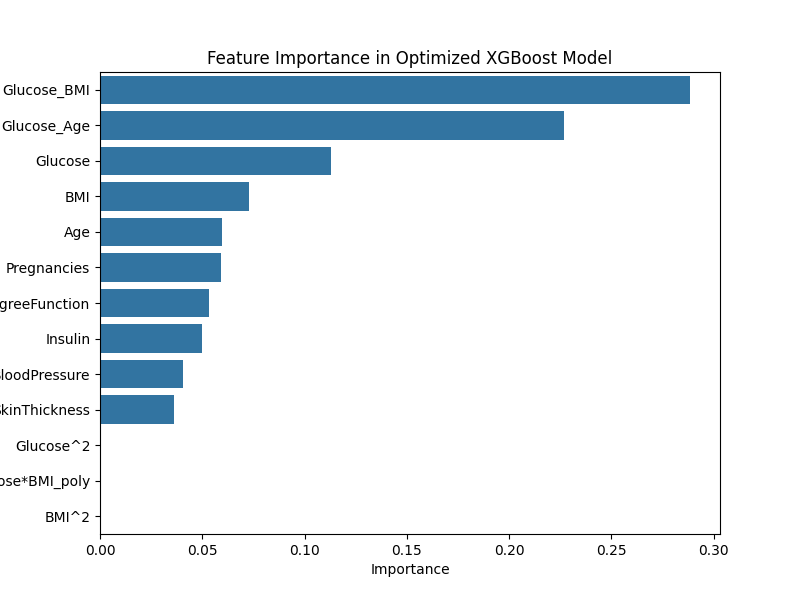 Feature Importance in Optimized XGBoost Model
Glucose_BMI
Glucose_Age
Glucose
BMI
Age
Pregnancies
greeFunction
Insulin
loodPressure
kinThickness
Glucose^2
ose*BMI_poly
BMI^2
0.00 0.05 0.10 0.15 0.20 0.25 0.30
Importance